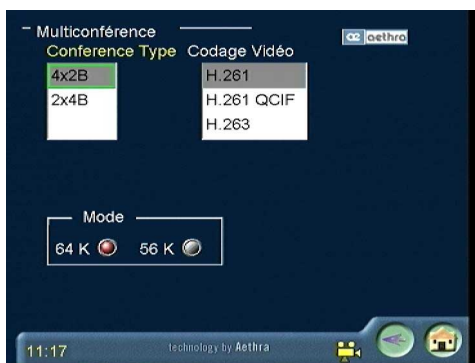 Multiconférence
aethra
Conference Type
Codage Vidéo
4x2B
2x4B
H.261
H.261 QCIF
H.263
Mode
64 K
56 K
11:17
technology by Aethra